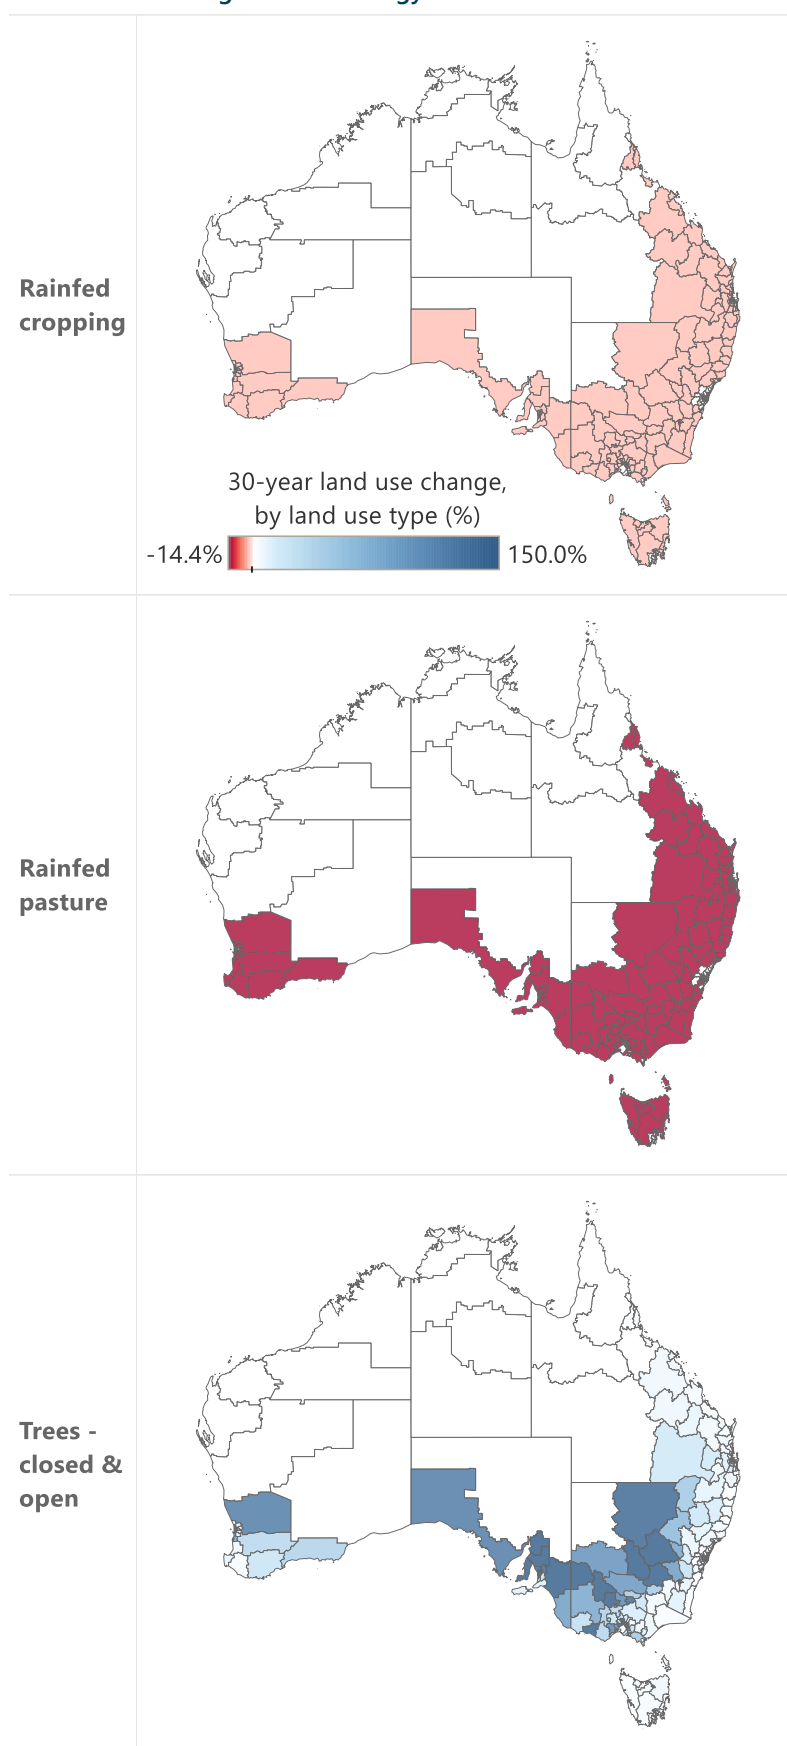 Rainfed
cropping
30-year land use change,
by land use type (%)
-14.4%
150.0%
Rainfed
pasture
Trees -
closed &
open